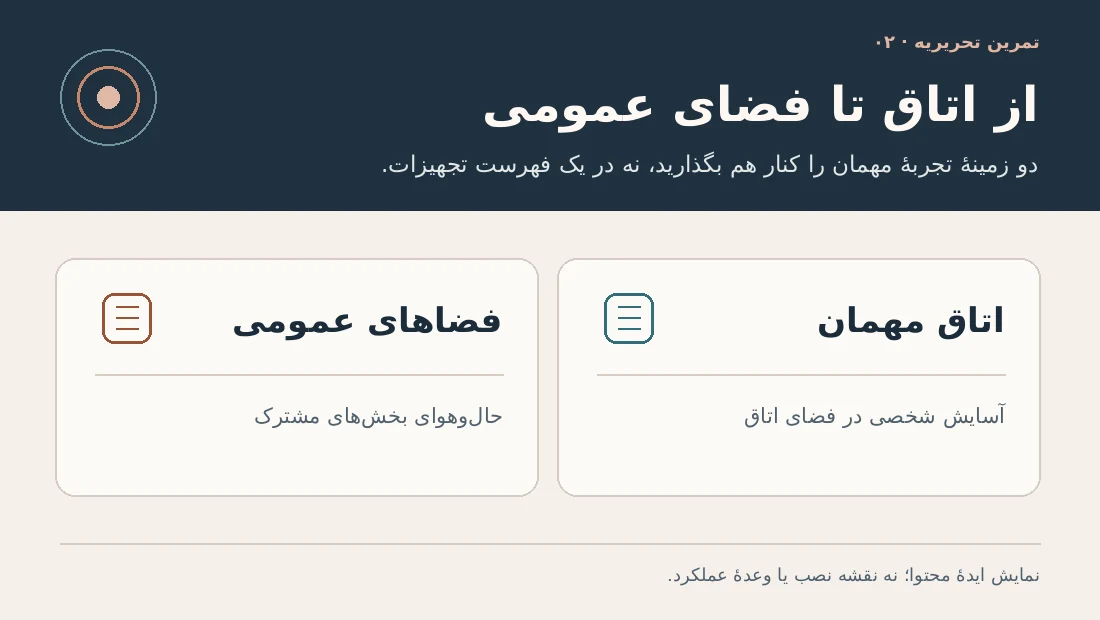 تمرین تحریریه · ۰۲
از اتاق تا فضای عمومی
دو زمینهٔ تجربهٔ مهمان را کنار هم بگذارید، نه در یک فهرست تجهیزات.
اتاق مهمان
آسایش شخصی در فضای اتاق
فضاهای عمومی
حال‌وهوای بخش‌های مشترک
نمایش ایدهٔ محتوا؛ نه نقشه نصب یا وعدهٔ عملکرد.